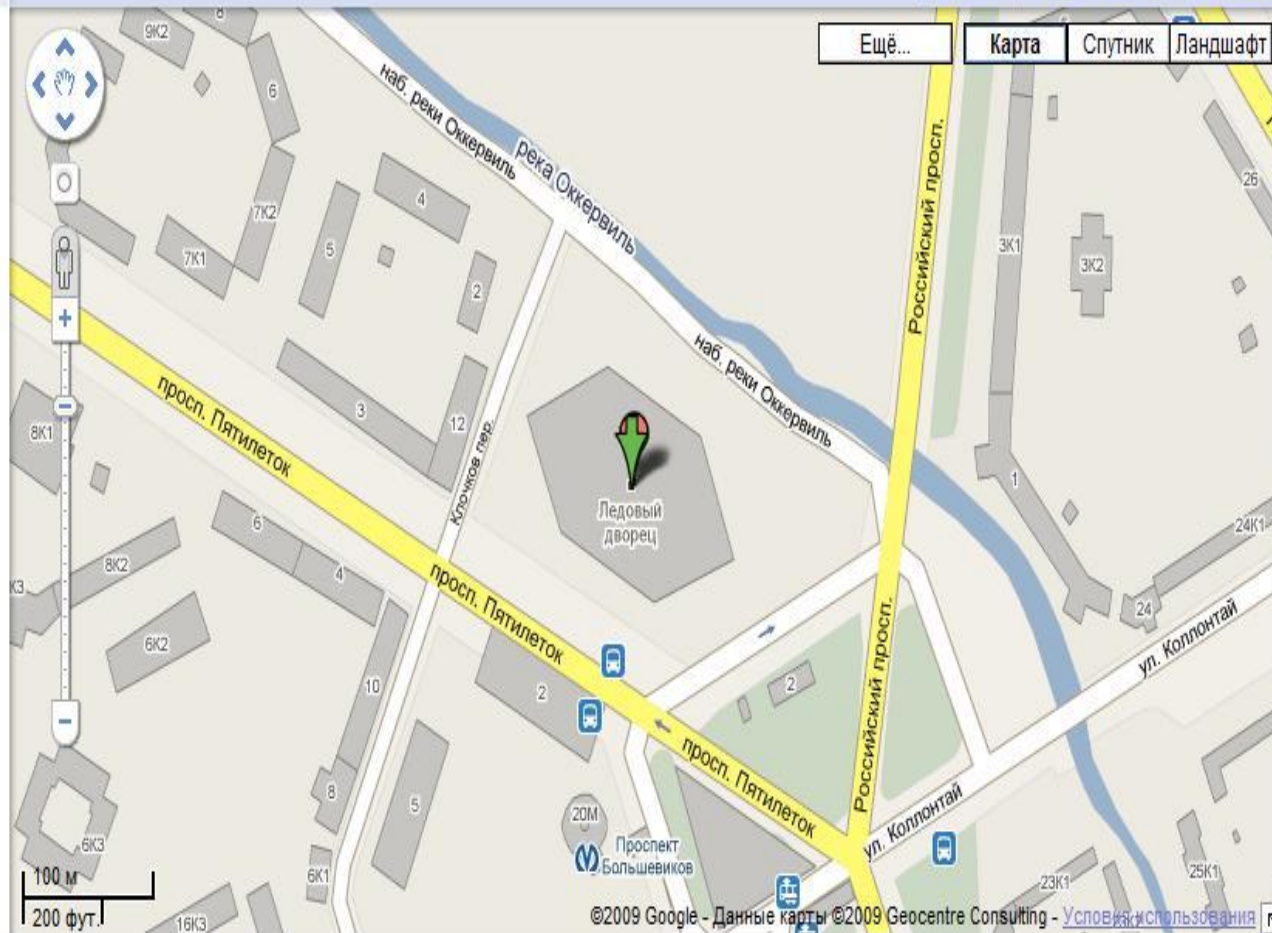 Ещё...
Карта
Спутник
Ландшафт
9К2
8
6
наб. реки Оккервиль
река Оккервиль
Российский просп.
26
4
7К2
5
7К1
2
3К1
3К2
наб. реки Оккервиль
просп. Пятилеток
3
12
Клочков пер.
8К1
Ледовый
дворец
1
6
4
8К2
24К1
24
К3
просп. Пятилеток
6К2
ул. Коллонтай
10
2
2
Российский просп.
просп. Пятилеток
5
8
20М
ул. Коллонтай
6К3
Проспект
Большевиков
6К1
23К1
25К1
100 м
200 фут.
16К3
©2009 Google - Данные карты ©2009 Geocentre Consulting - Условия использования